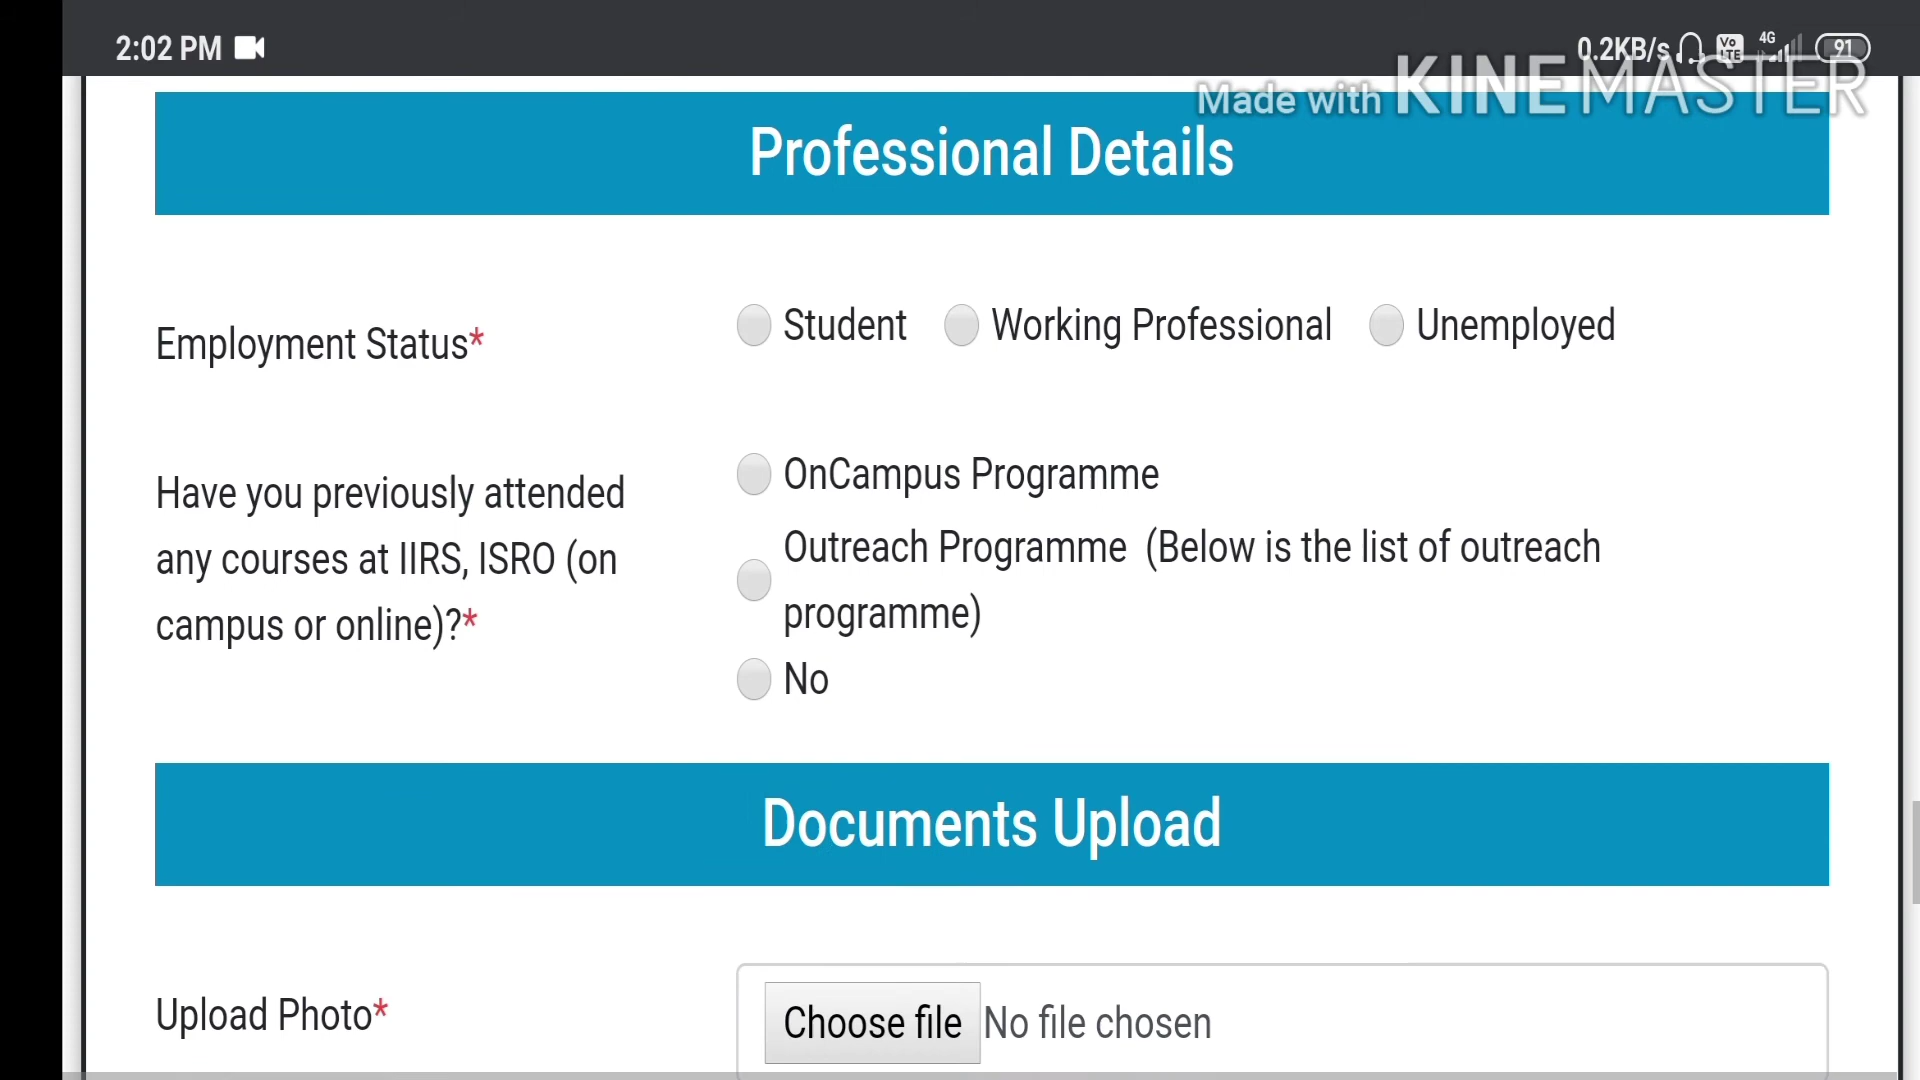 2:02 PM
0.2KB/s Vo LTE 4G 91
Made with KINEMASTER
Professional Details
Employment Status*
Student Working Professional Unemployed
Have you previously attended
any courses at IIRS, ISRO (on
campus or online)?*
OnCampus Programme
Outreach Programme (Below is the list of outreach
programme)
No
Documents Upload
Upload Photo*
Choose file No file chosen